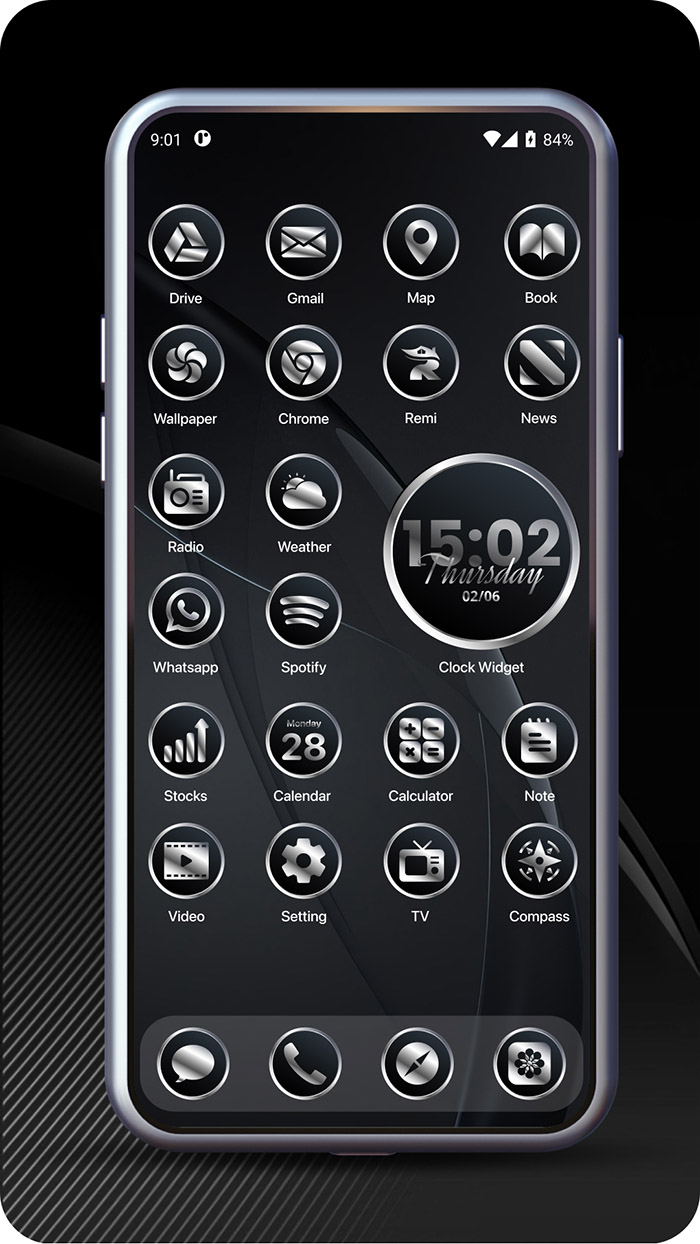 9:01 84%
Drive Gmail Map Book
Wallpaper Chrome Remi News
Radio Weather
15:02
Thursday
02/06
Whatsapp Spotify Clock Widget
Monday
28
Stocks Calendar Calculator Note
Video Setting TV Compass